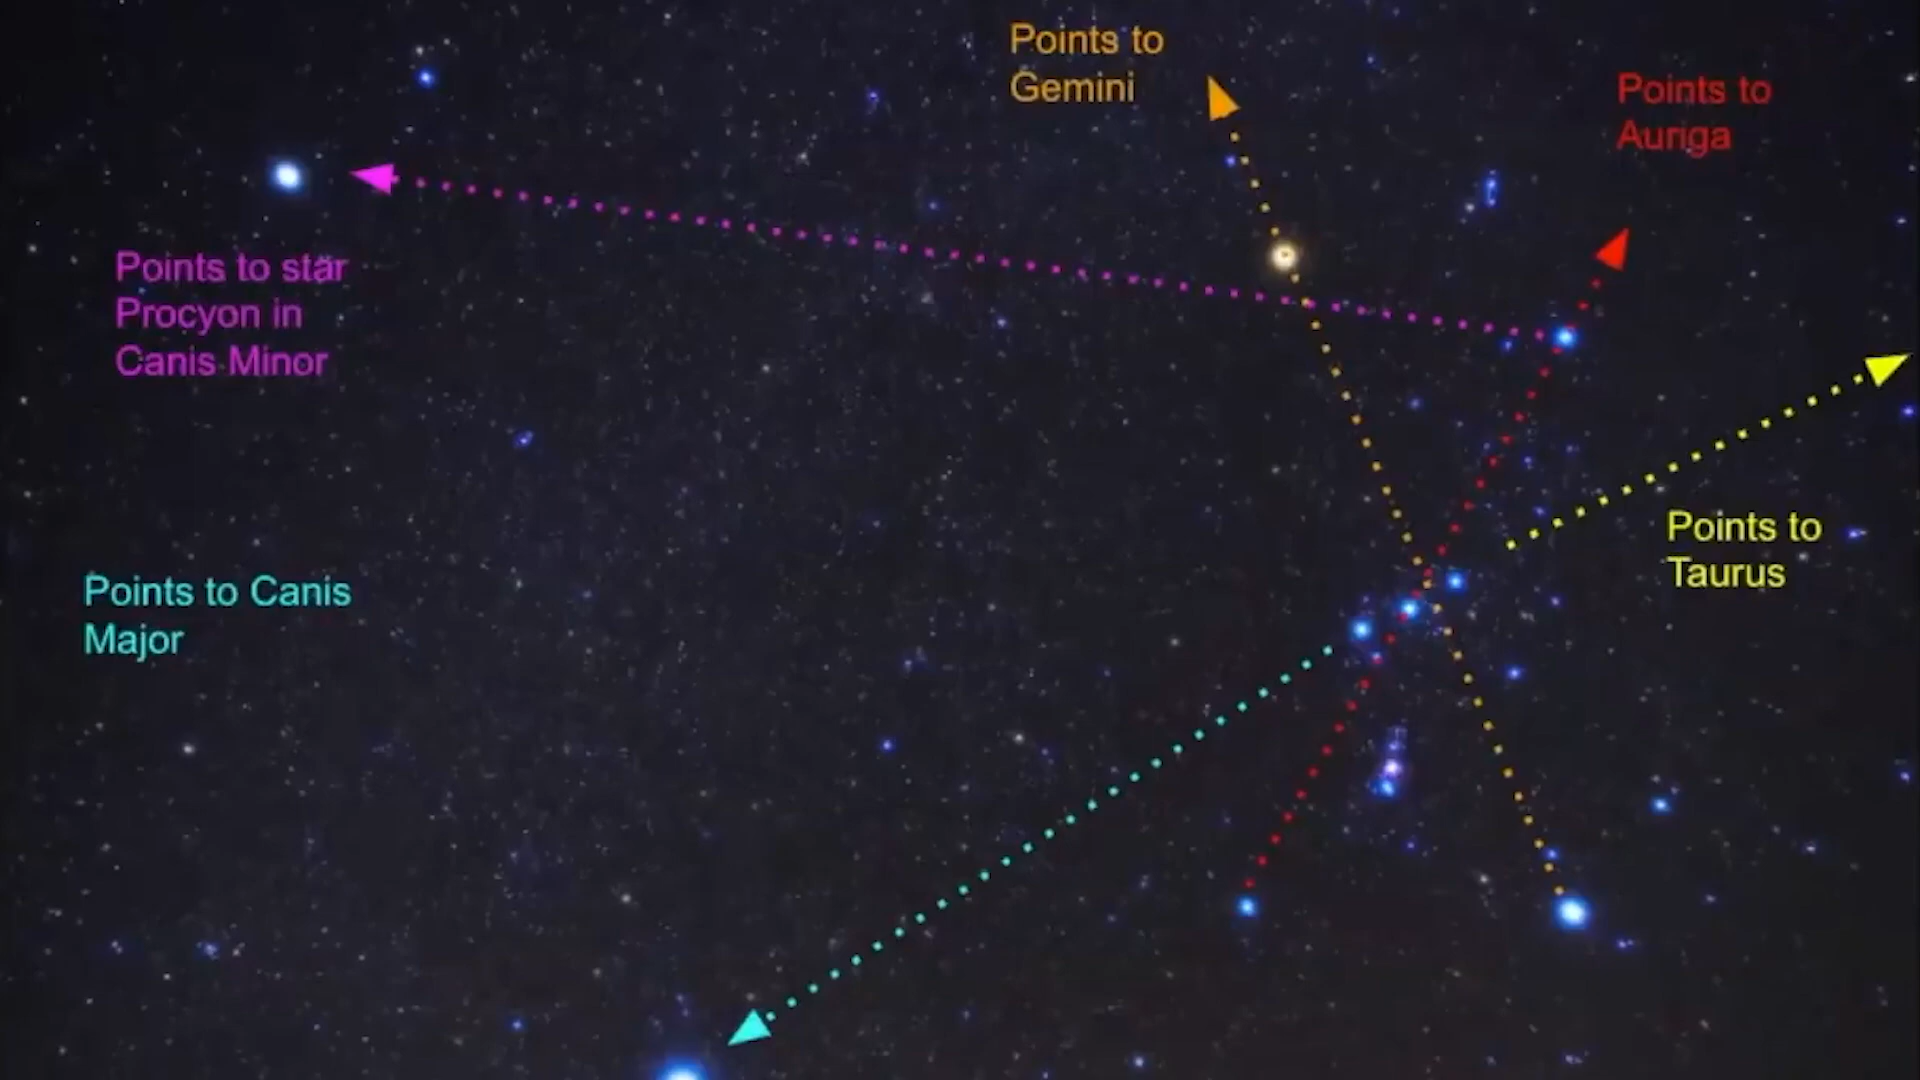 Points to
Gemini
Points to
Auriga
Points to star
Procyon in
Canis Minor
Points to
Taurus
Points to Canis
Major